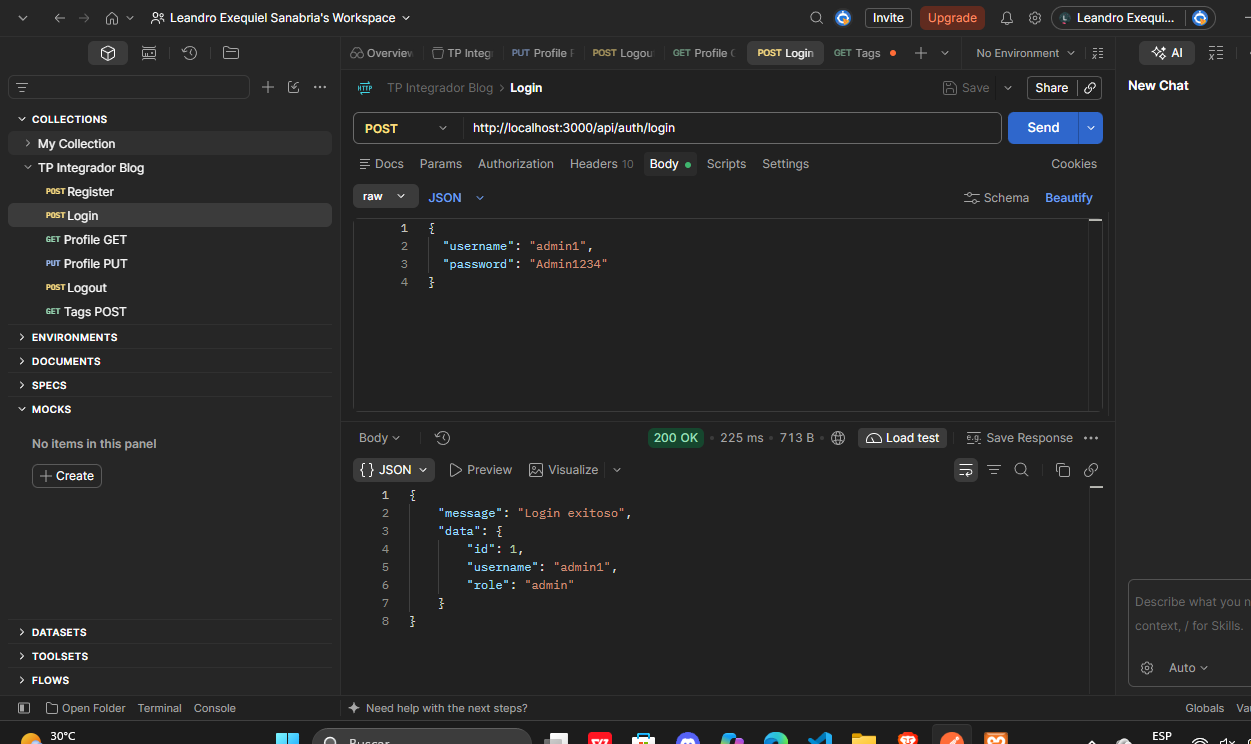 Leandro Exequiel Sanabria's Workspace
Invite
Upgrade
Leandro Exequi...
Overview
TP Integ
PUT Profile
POST Logou
GET Profile
POST Login
GET Tags
No Environment
AI
TP Integrador Blog > Login
Save
Share
New Chat
COLLECTIONS
My Collection
TP Integrador Blog
POST Register
POST Login
GET Profile GET
PUT Profile PUT
POST Logout
GET Tags POST
ENVIRONMENTS
DOCUMENTS
SPECS
MOCKS
No items in this panel
+ Create
DATASETS
TOOLSETS
FLOWS
POST
http://localhost:3000/api/auth/login
Send
Docs
Params
Authorization
Headers 10
Body
Scripts
Settings
Cookies
raw
JSON
Schema
Beautify
1 {
2 "username": "admin1",
3 "password": "Admin1234"
4 }
Body
200 OK
225 ms
713 B
Load test
e.g. Save Response
{} JSON
Preview
Visualize
1 {
2 "message": "Login exitoso",
3 "data": {
4 "id": 1,
5 "username": "admin1",
6 "role": "admin"
7 }
8 }
Describe what you
context, / for Skills.
Auto
Open Folder
Terminal
Console
Need help with the next steps?
Globals
30°C
Buscar
ESP